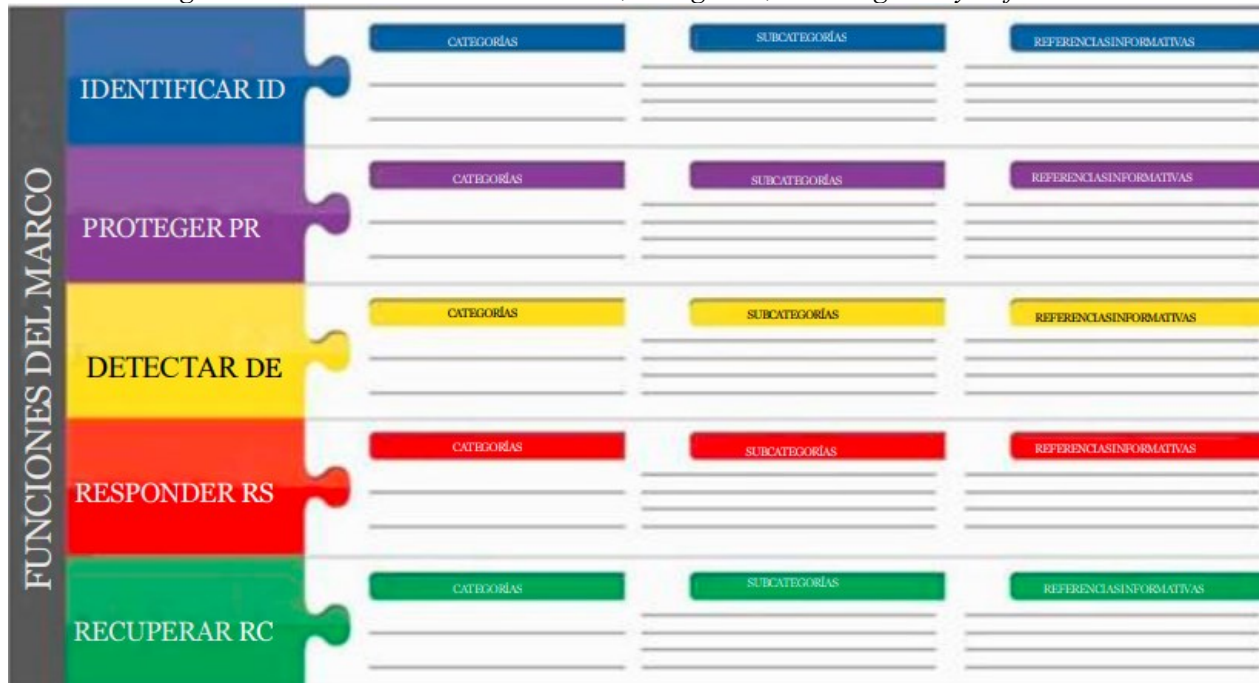 FUNCIONES DEL MARCO
IDENTIFICAR ID
CATEGORÍAS
SUBCATEGORÍAS
REFERENCIASINFORMATIVAS
PROTEGER PR
CATEGORÍAS
SUBCATEGORÍAS
REFERENCIASINFORMATIVAS
DETECTAR DE
CATEGORÍAS
SUBCATEGORÍAS
REFERENCIASINFORMATIVAS
RESPONDER RS
CATEGORÍAS
SUBCATEGORÍAS
REFERENCIASINFORMATIVAS
RECUPERAR RC
CATEGORÍAS
SUBCATEGORÍAS
REFERENCIASINFORMATIVAS